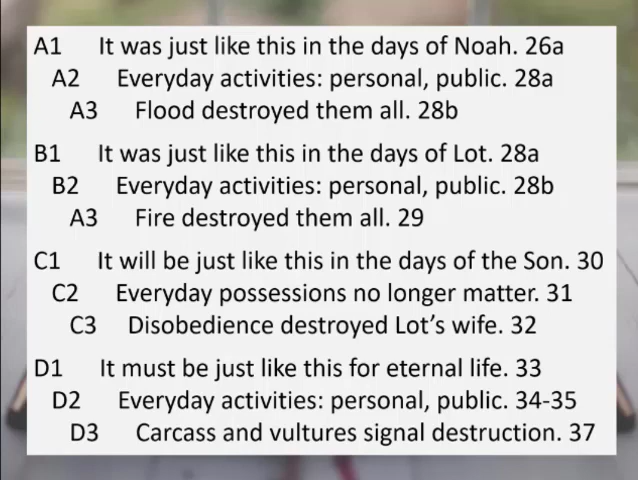 A1 It was just like this in the days of Noah. 26a
A2 Everyday activities: personal, public. 28a
A3 Flood destroyed them all. 28b
B1 It was just like this in the days of Lot. 28a
B2 Everyday activities: personal, public. 28b
A3 Fire destroyed them all. 29
C1 It will be just like this in the days of the Son. 30
C2 Everyday possessions no longer matter. 31
C3 Disobedience destroyed Lot’s wife. 32
D1 It must be just like this for eternal life. 33
D2 Everyday activities: personal, public. 34-35
D3 Carcass and vultures signal destruction. 37